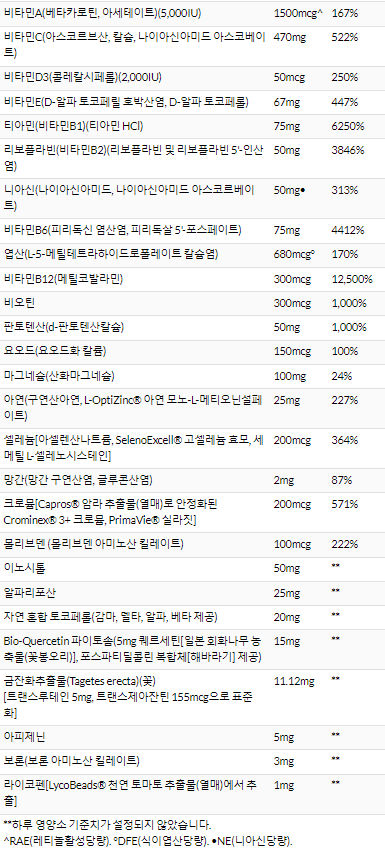 비타민A(베타카로틴, 아세테이트)(5,000IU) 1500mcg^ 167%
비타민C(아스코르브산, 칼슘, 나이아신아미드 아스코베이 470mg 522%
트)
비타민D3(콜레칼시페롤)(2,000IU) 50mcg 250%
비타민E(D-알파 토코페릴 호박산염, D-알파 토코페롤) 67mg 447%
티아민(비타민B1)(티아민 HCl) 75mg 6250%
리보플라빈(비타민B2)(리보플라빈 및 리보플라빈 5'-인산 50mg 3846%
염)
니아신(나이아신아미드, 나이아신아미드 아스코르베이 50mg● 313%
트)
비타민B6(피리독신 염산염, 피리독살 5'-포스페이트) 75mg 4412%
엽산(L-5-메틸테트라하이드로폴레이트 칼슘염) 680mcg° 170%
비타민B12(메틸코발라민) 300mcg 12,500%
비오틴 300mcg 1,000%
판토텐산(d-판토텐산칼슘) 50mg 1,000%
요오드(요오드화 칼륨) 150mcg 100%
마그네슘(산화마그네슘) 100mg 24%
아연(구연산아연, L-OptiZinc® 아연 모노-L-메티오닌설페 25mg 227%
이트)
셀레늄[아셀렌산나트륨, SelenoExcell® 고셀레늄 효모, 세 200mcg 364%
메틸 L-셀레노시스테인]
망간(망간 구연산염, 글루콘산염) 2mg 87%
크로뮴[Capros® 암라 추출물(열매)로 안정화된 200mcg 571%
Crominex® 3+ 크로뮴, PrimaVie® 실라짓]
몰리브덴 (몰리브덴 아미노산 킬레이트) 100mcg 222%
이노시톨 50mg **
알파리포산 25mg **
자연 혼합 토코페롤(감마, 델타, 알파, 베타 제공) 20mg **
Bio-Quercetin 파이토솜(5mg 퀘르세틴[일본 회화나무 농 15mg **
축물(꽃봉오리)], 포스파티딜콜린 복합체[해바라기] 제공)
금잔화추출물(Tagetes erecta)(꽃) 11.12mg **
[트랜스루테인 5mg, 트랜스제아잔틴 155mcg으로 표준
화]
아피제닌 5mg **
보론(보론 아미노산 킬레이트) 3mg **
라이코펜[LycoBeads® 천연 토마토 추출물(열매)에서 추 1mg **
출]
**하루 영양소 기준치가 설정되지 않았습니다.
^RAE(레티놀활성당량). °DFE(식이엽산당량). ●NE(니아신당량).